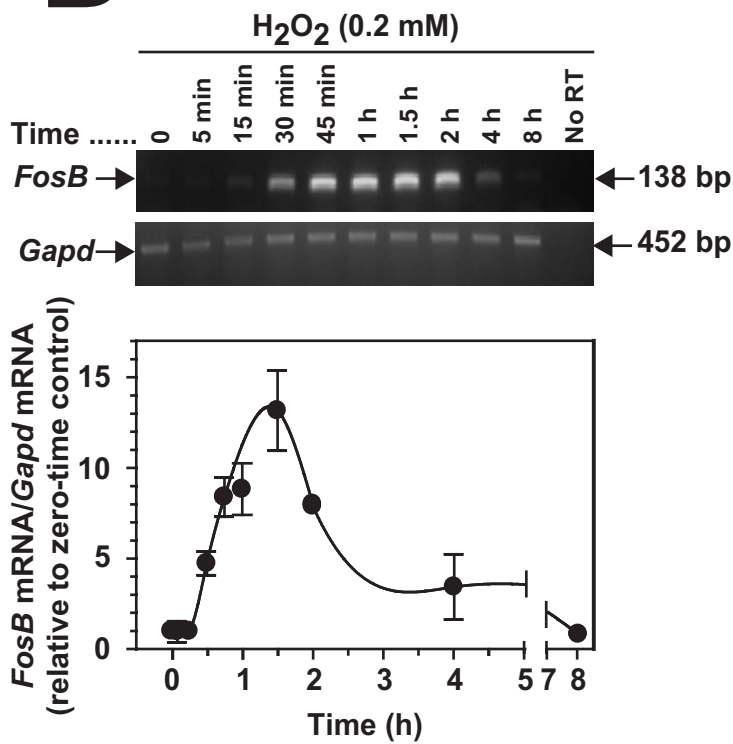 H₂O₂ (0.2 mM)
Time ...... 0 5 min 15 min 30 min 45 min 1 h 1.5 h 2 h 4 h 8 h No RT
FosB 138 bp
Gapd 452 bp
FosB mRNA/Gapd mRNA
(relative to zero-time control)
15
10
5
0
0 1 2 3 4 5 7 8
Time (h)